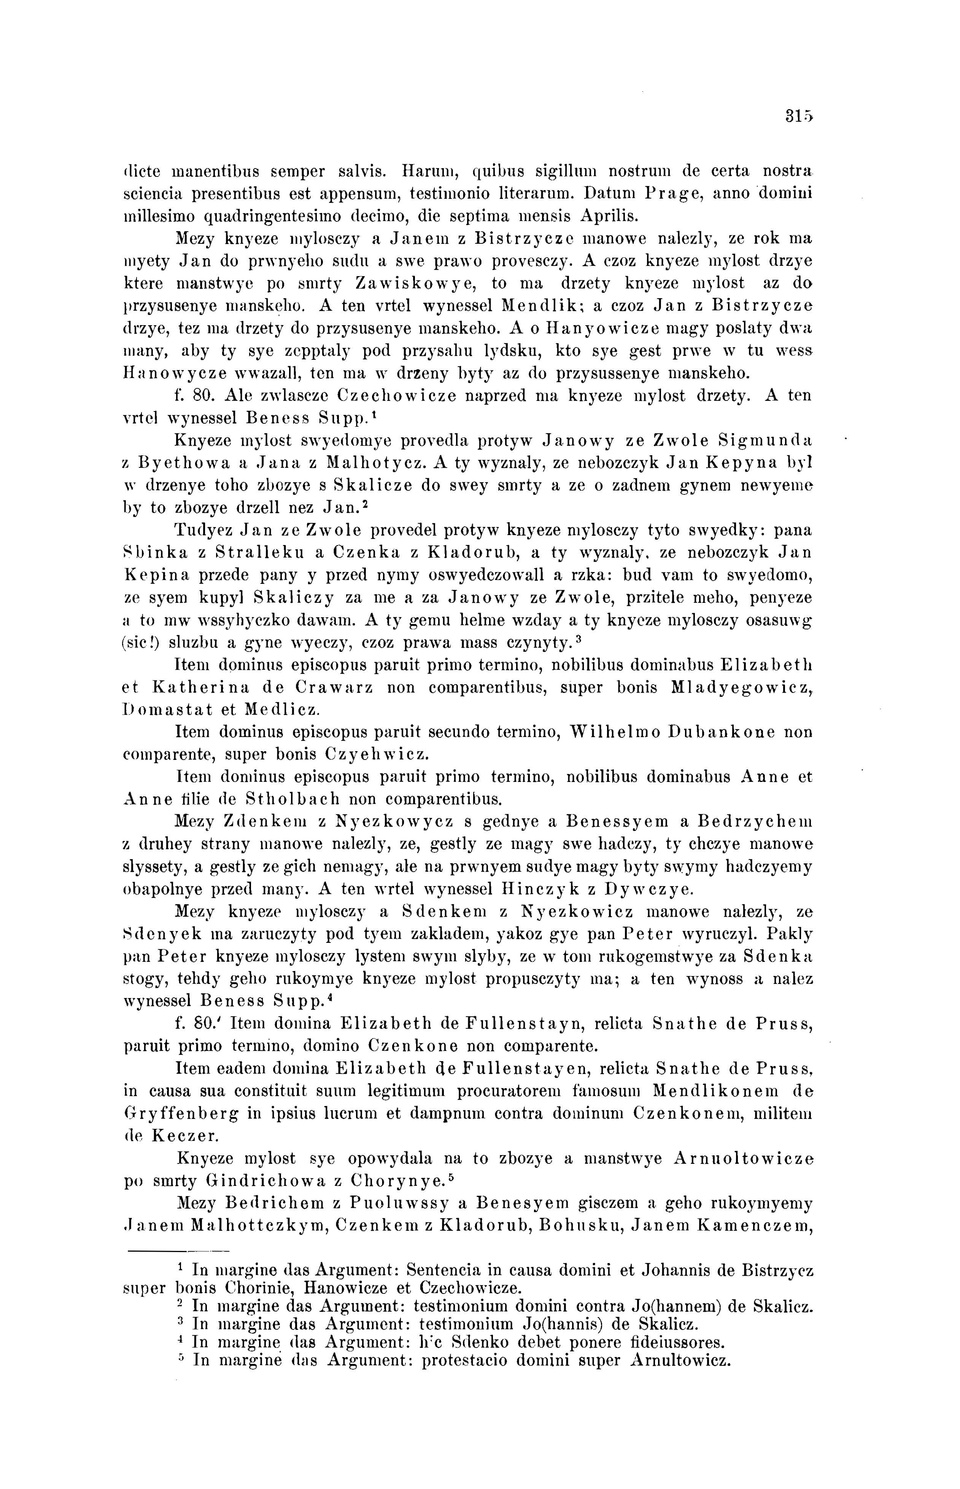 315
dicte manentibus semper salvis. Harum, quibus sigillum nostrum de certa nostra
sciencia presentibus est appensum, testimonio literarum. Datum Prage, anno domini
millesimo quadringentesimo decimo, die septima mensis Aprilis.
Mezy knyeze mylosczy a Janem z Bistrzycze manowe nalezly, ze rok ma
myety Jan do prwnyeho sudu a swe prawo provesczy. A czoz knyeze mylost drzye
ktere manstwye po smrty Zawiskowye, to ma drzety knyeze mylost az do
przysusenye manskeho. A ten vrtel wynessel Mendlik; a czoz Jan z Bistrzycze
drzye, tez ma drzety do przysusenye manskeho. A o Hanyowicze magy poslaty dwa
many, aby ty sye zepptaly pod przysahu lydsku, kto sye gest prwe w tu wess
Hanowycze wwazall, ten ma w drzeny byty az do przysussenye manskeho.
f. 80. Ale zwlascze Czechowicze naprzed ma knyeze mylost drzety. A ten
vrtel wynessel Beness Supp.¹
Knyeze mylost swyedomye provedla protyw Janowy ze Zwole Sigmunda
z Byethowa a Jana z Malhotycz. A ty wyznaly, ze nebozczyk Jan Kepyna byl
w drzenye toho zbozye s Skalicze do swey smrty a ze o zadnem gynem newyeme
by to zbozye drzell nez Jan.²
Tudyez Jan ze Zwole provedel protyw knyeze mylosczy tyto swyedky: pana
Sbinka z Stralleku a Czenka z Kladorub, a ty wyznaly, ze nebozczyk Jan
Kepina przede pany y przed nymy oswyedczowall a rzka: bud vam to swyedomo,
ze syem kupyl Skaliczy za me a za Janowy ze Zwole, przitele meho, penyeze
a to mw wssyhyczko dawam. A ty gemu helme wzday a ty knyeze mylosczy osasuwg
(sic!) sluzbu a gyne wyeczy, czoz prawa mass czynyty.³
Item dominus episcopus paruit primo termino, nobilibus dominabus Elizabeth
et Katherina de Crawarz non comparentibus, super bonis Mladyegowicz,
Domastat et Medlicz.
Item dominus episcopus paruit secundo termino, Wilhelmo Dubankone non
comparente, super bonis Czyehwicz.
Item dominus episcopus paruit primo termino, nobilibus dominabus Anne et
Anne filie de Stholbach non comparentibus.
Mezy Zdenkem z Nyezkowycz s gednye a Benessyem a Bedrzychem
z druhey strany manowe nalezly, ze, gestly ze magy swe hadczy, ty chczye manowe
slyssety, a gestly ze gich nemagy, ale na prwnyem sudye magy byty swymy hadczyemy
obapolnye przed many. A ten wrtel wynessel Hinczyk z Dywczye.
Mezy knyeze mylosczy a Sdenkem z Nyezkowicz manowe nalezly, ze
Sdenyek ma zaruczyty pod tyem zakladem, yakoz gye pan Peter wyruczyl. Pakly
pan Peter knyeze mylosczy lystem swym slyby, ze w tom rukogemstwye za Sdenka
stogy, tehdy geho rukoymye knyeze mylost propusczyty ma; a ten wynoss a nalez
wynessel Beness Supp.⁴
f. 80.' Item domina Elizabeth de Fullenstayn, relicta Snathe de Pruss,
paruit primo termino, domino Czenkone non comparente.
Item eadem domina Elizabeth de Fullenstayen, relicta Snathe de Pruss,
in causa sua constituit suum legitimum procuratorem famosum Mendlikonem de
Gryffenberg in ipsius lucrum et dampnum contra dominum Czenkonem, militem
de Keczer.
Knyeze mylost sye opowydala na to zbozye a manstwye Arnuoltowicze
po smrty Gindrichowa z Chorynye.⁵
Mezy Bedrichem z Puoluwssy a Benesyem gisczem a geho rukoymyemy
Janem Malhottczkym, Czenkem z Kladorub, Bohusku, Janem Kamenczem,
¹ In margine das Argument: Sentencia in causa domini et Johannis de Bistrzycz
super bonis Chorinie, Hanowicze et Czechowicze.
² In margine das Argument: testimonium domini contra Jo(hannem) de Skalicz.
³ In margine das Argument: testimonium Jo(hannis) de Skalicz.
⁴ In margine das Argument: hic Sdenko debet ponere fideiussores.
⁵ In margine das Argument: protestacio domini super Arnultowicz.